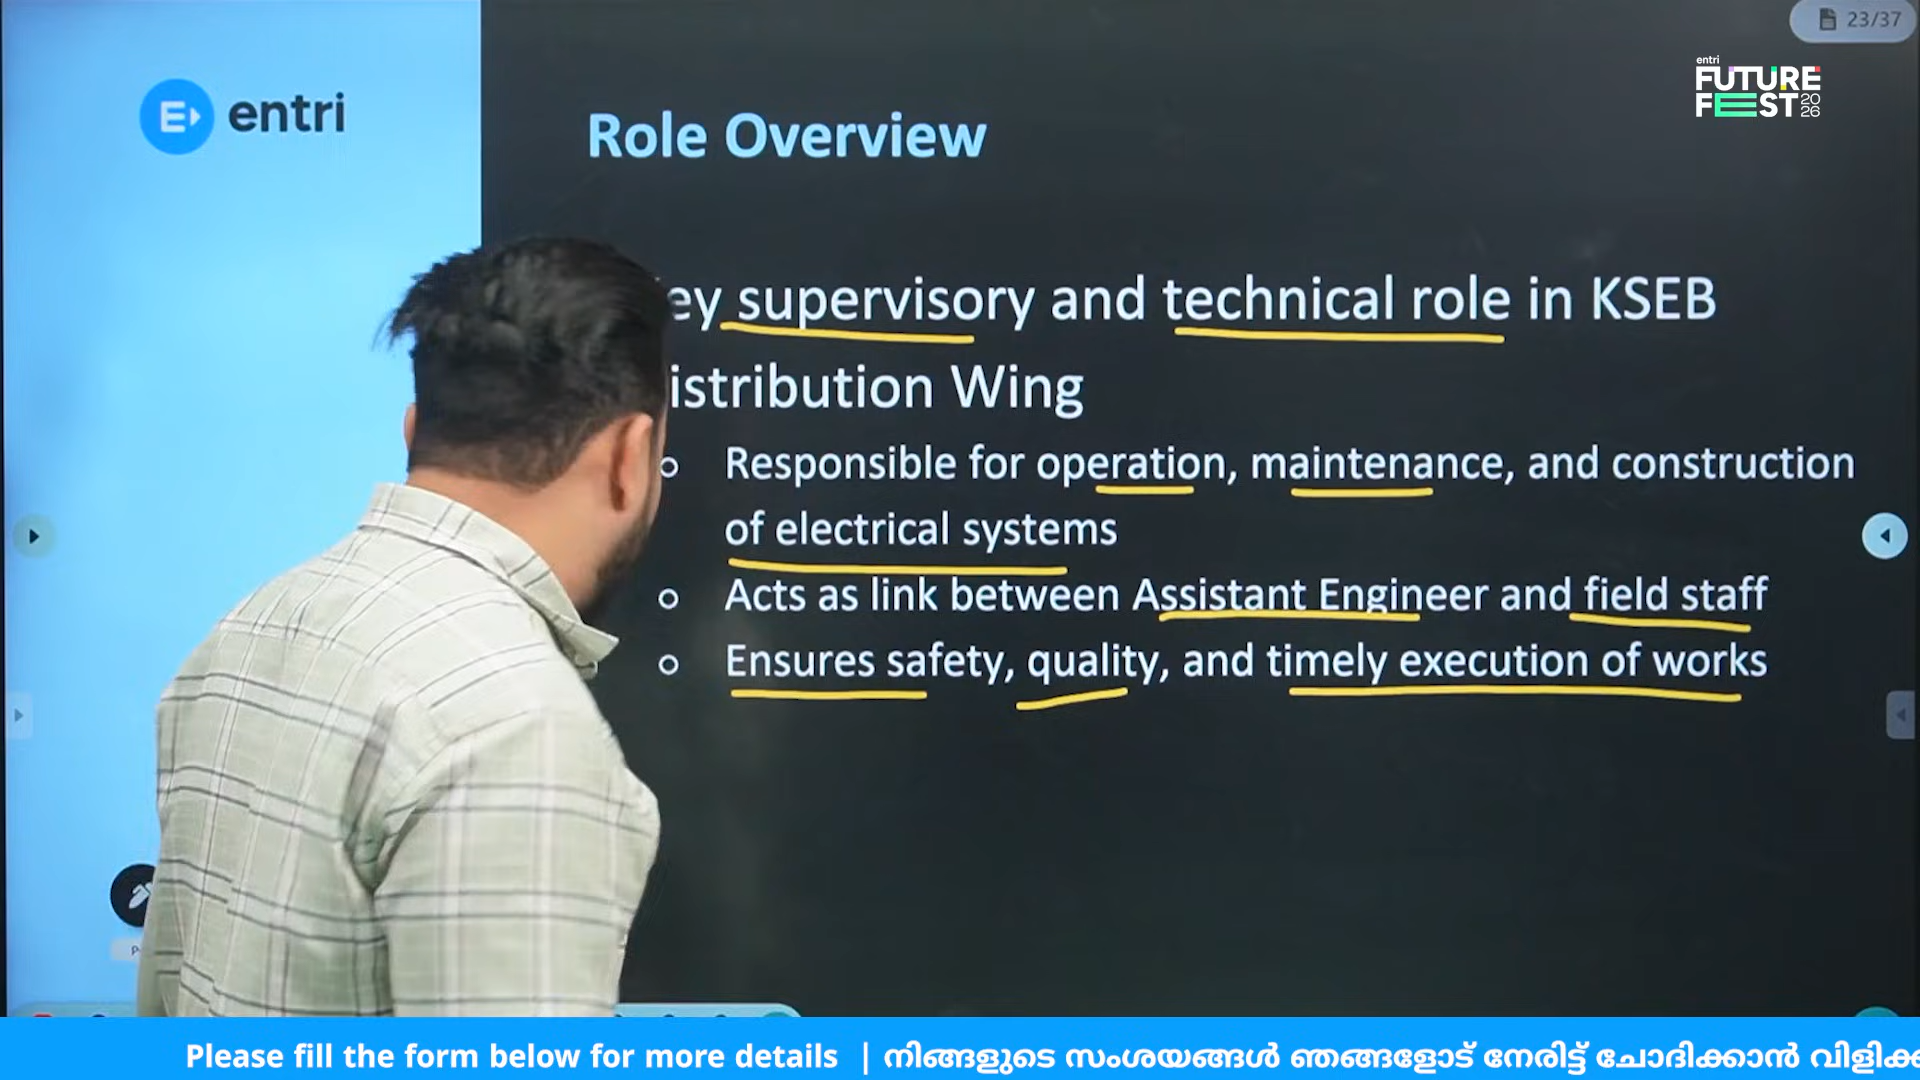 23/37
entri
FUTURE
FEST 20
26
E entri
Role Overview
ey supervisory and technical role in KSEB
istribution Wing
Responsible for operation, maintenance, and construction
of electrical systems
Acts as link between Assistant Engineer and field staff
Ensures safety, quality, and timely execution of works
Please fill the form below for more details | നിങ്ങളുടെ സംശയങ്ങൾ ഞങ്ങളോട് നേരിട്ട് ചോദിക്കാൻ വിളിക്ക